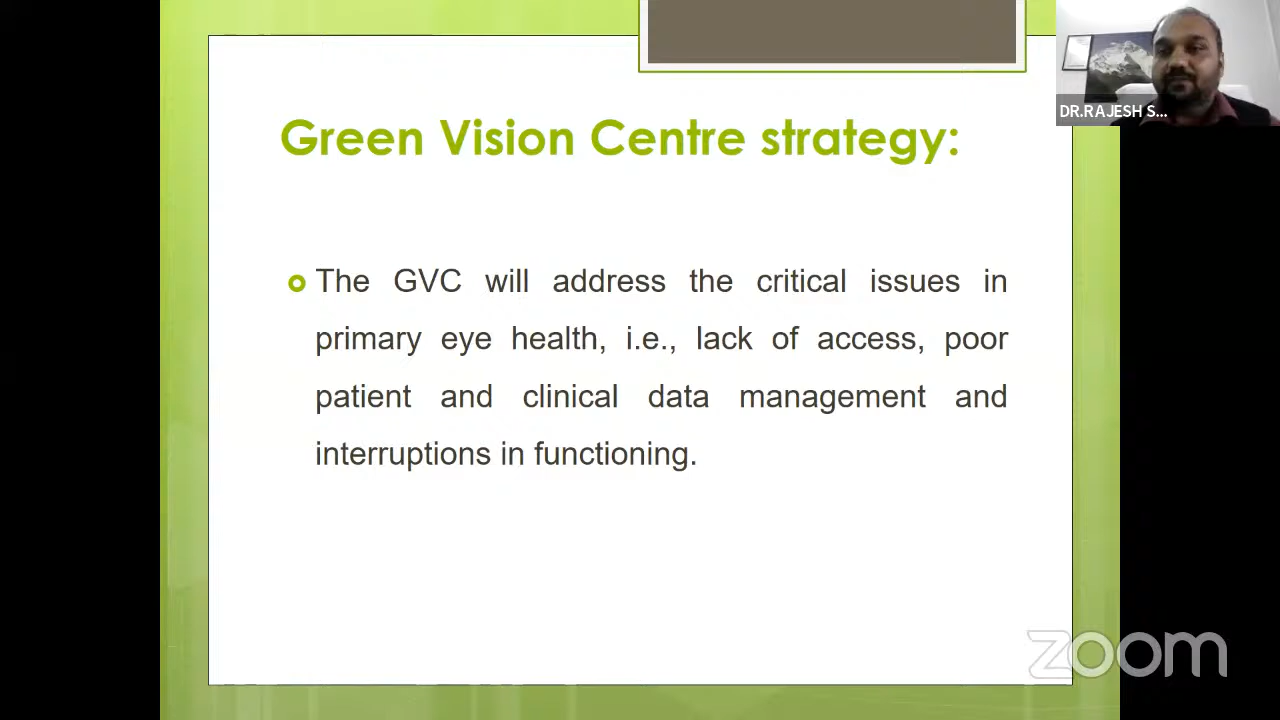 DR.RAJESH S...
Green Vision Centre strategy:
The GVC will address the critical issues in
primary eye health, i.e., lack of access, poor
patient and clinical data management and
interruptions in functioning.
zoom